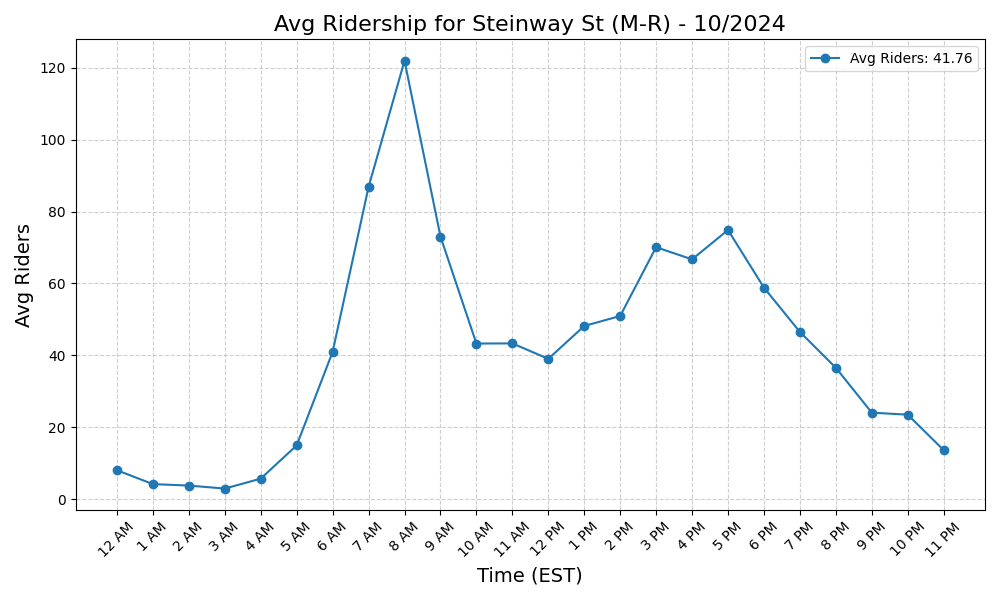 Avg Ridership for Steinway St (M-R) - 10/2024
Avg Riders: 41.76
Avg Riders
120
100
80
60
40
20
0
12 AM
1 AM
2 AM
3 AM
4 AM
5 AM
6 AM
7 AM
8 AM
9 AM
10 AM
11 AM
12 PM
1 PM
2 PM
3 PM
4 PM
5 PM
6 PM
7 PM
8 PM
9 PM
10 PM
11 PM
Time (EST)